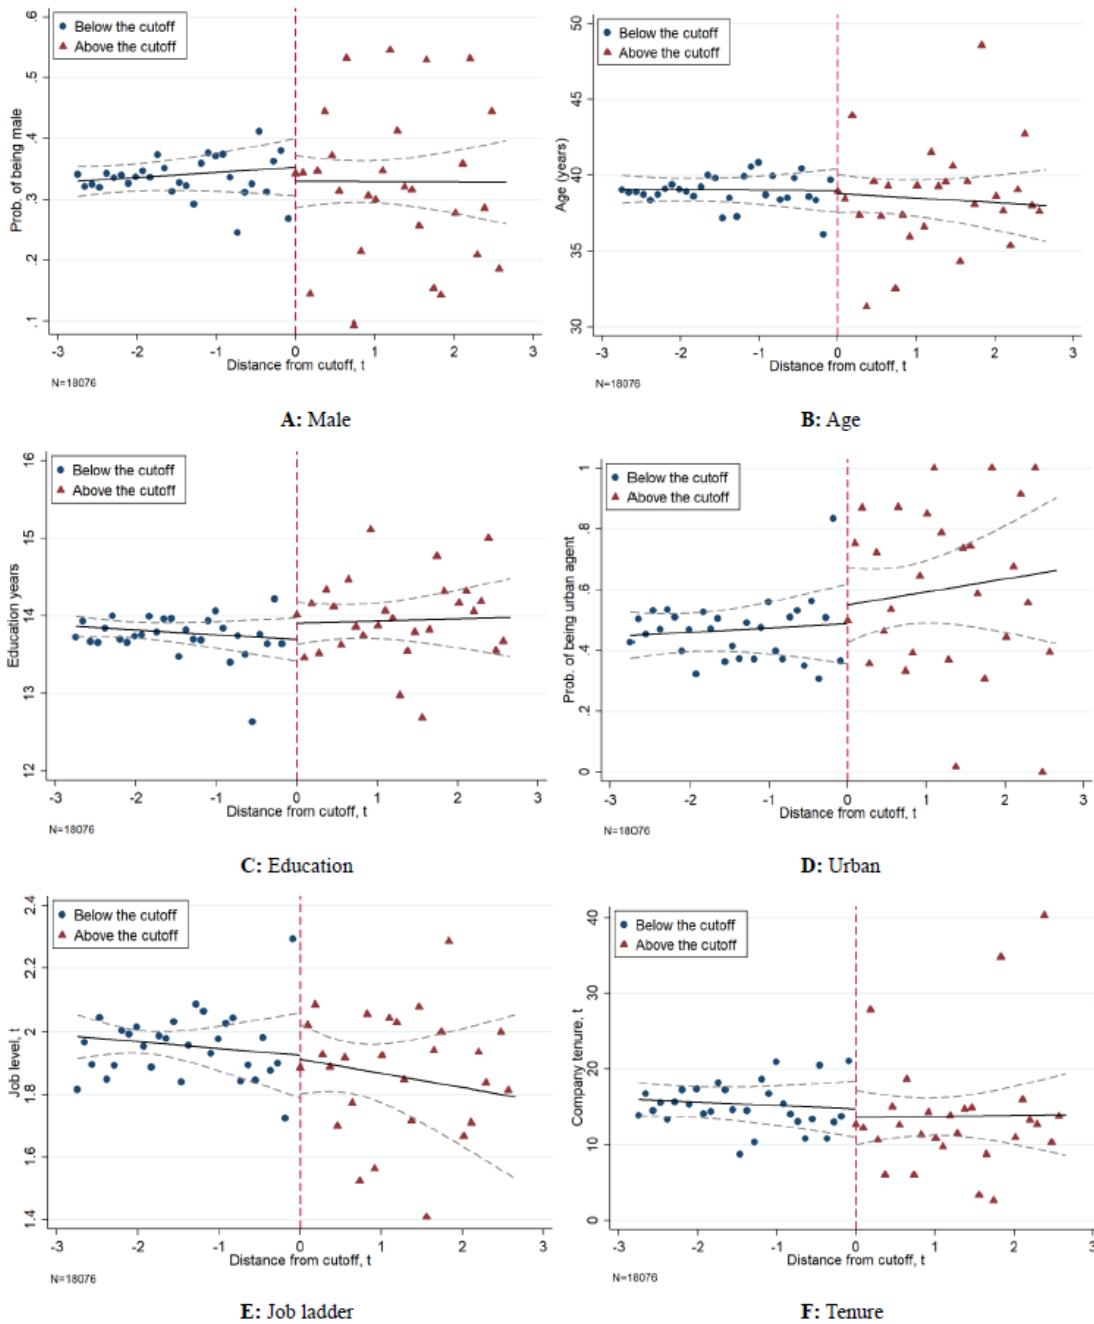 Below the cutoff
Above the cutoff
Prob. of being male
.6
.5
.4
.3
.2
.1
-3 -2 -1 0 1 2 3
Distance from cutoff, t
N=18076
A: Male
Below the cutoff
Above the cutoff
Age (years)
50
45
40
35
30
-3 -2 -1 0 1 2 3
Distance from cutoff, t
N=18076
B: Age
Below the cutoff
Above the cutoff
Education years
16
15
14
13
12
-3 -2 -1 0 1 2 3
Distance from cutoff, t
N=18076
C: Education
Below the cutoff
Above the cutoff
Prob. of being urban agent
1
.8
.6
.4
.2
0
-3 -2 -1 0 1 2 3
Distance from cutoff, t
N=18076
D: Urban
Below the cutoff
Above the cutoff
Job level, t
2.4
2.2
2
1.8
1.6
1.4
-3 -2 -1 0 1 2 3
Distance from cutoff, t
N=18076
E: Job ladder
Below the cutoff
Above the cutoff
Company tenure, t
40
30
20
10
0
-3 -2 -1 0 1 2 3
Distance from cutoff, t
N=18076
F: Tenure